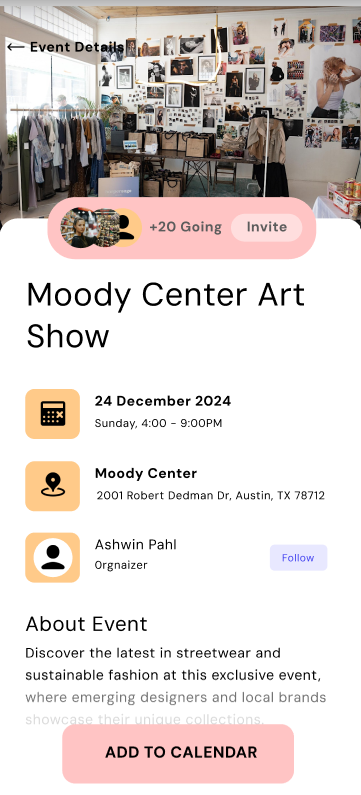 ← Event Details
+20 Going
Invite
Moody Center Art
Show
24 December 2024
Sunday, 4:00 - 9:00PM
Moody Center
2001 Robert Dedman Dr, Austin, TX 78712
Ashwin Pahl
0rgnaizer
Follow
About Event
Discover the latest in streetwear and
sustainable fashion at this exclusive event,
where emerging designers and local brands
showcase their unique collections.
ADD TO CALENDAR